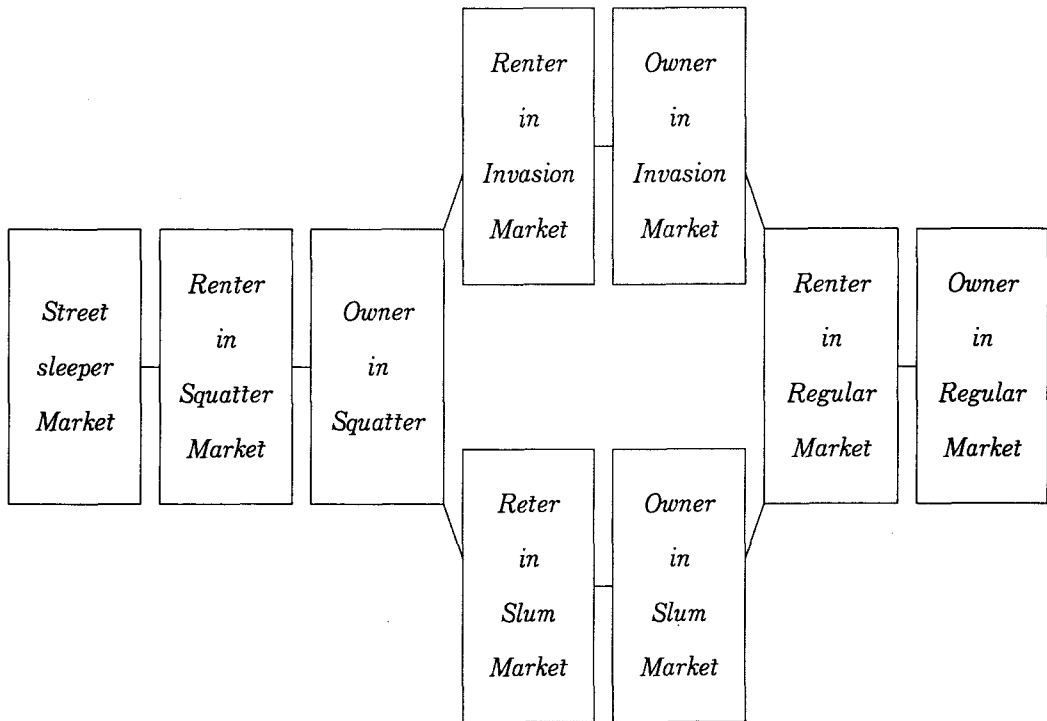 Street
sleeper
Market
Renter
in
Squatter
Market
Owner
in
Squatter
Renter
in
Invasion
Market
Owner
in
Invasion
Market
Reter
in
Slum
Market
Owner
in
Slum
Market
Renter
in
Regular
Market
Owner
in
Regular
Market